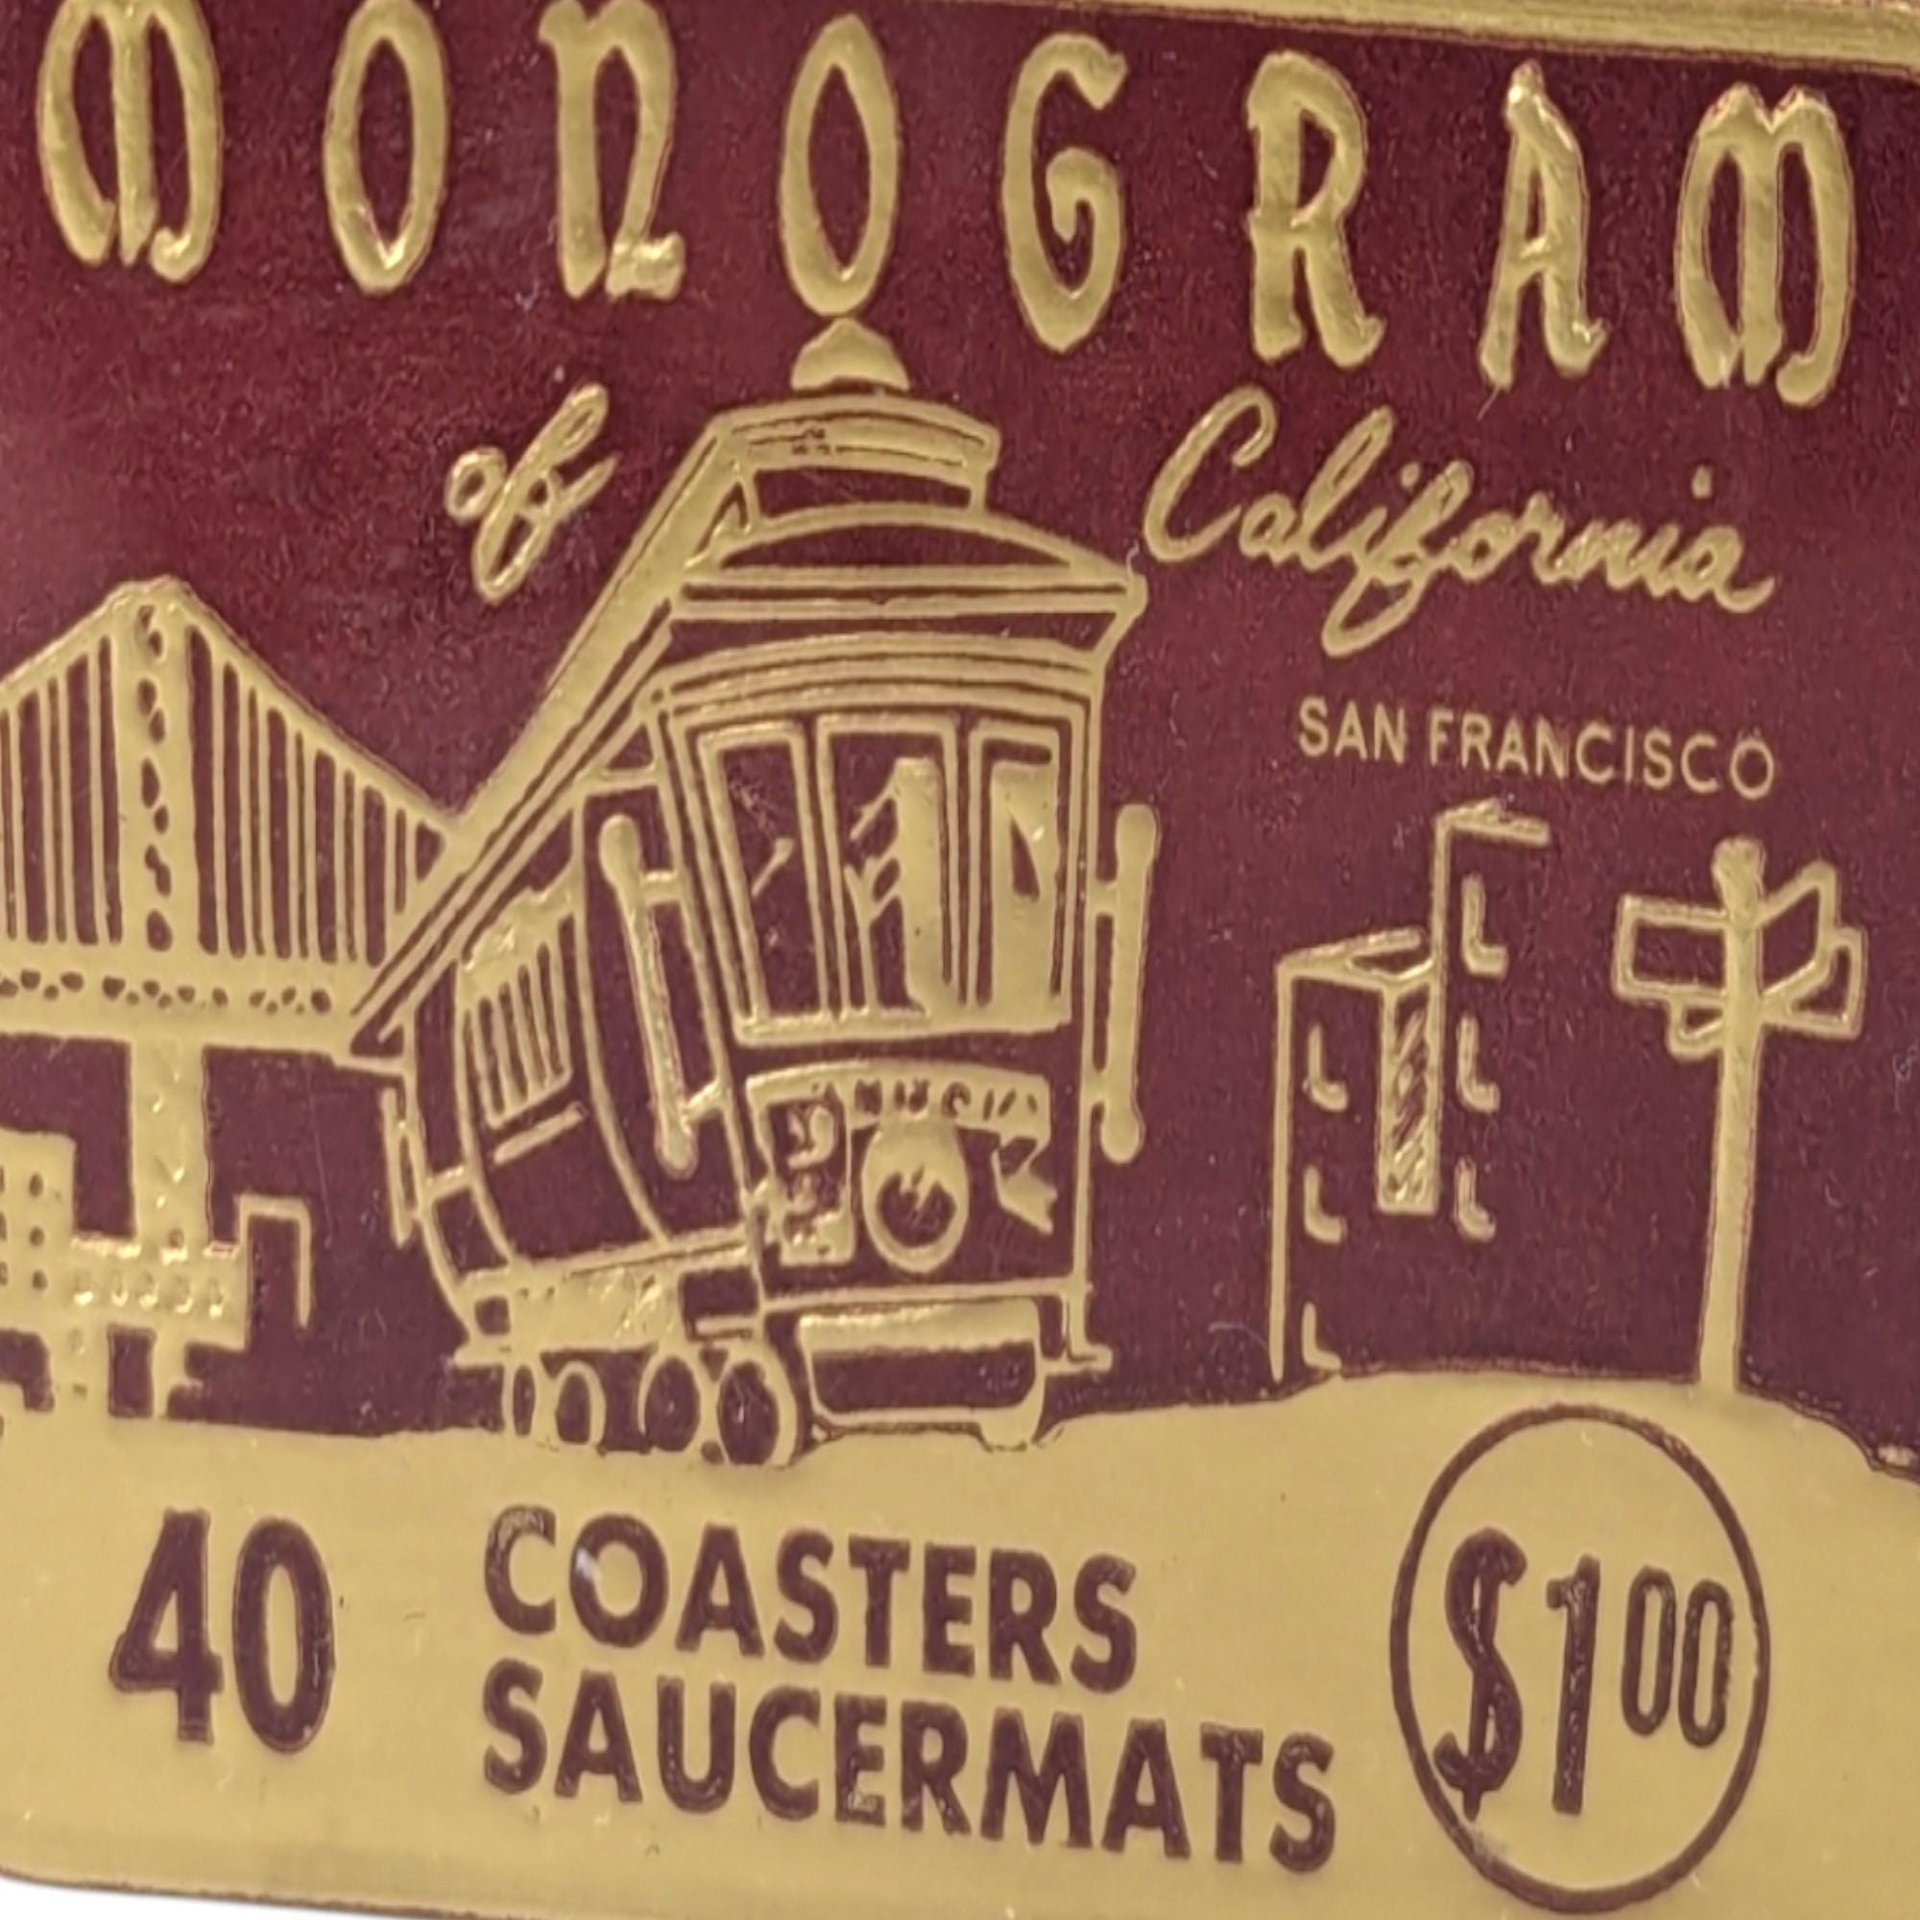 MONOGRAM
of California
SAN FRANCISCO
40 COASTERS $1.00
SAUCERMATS